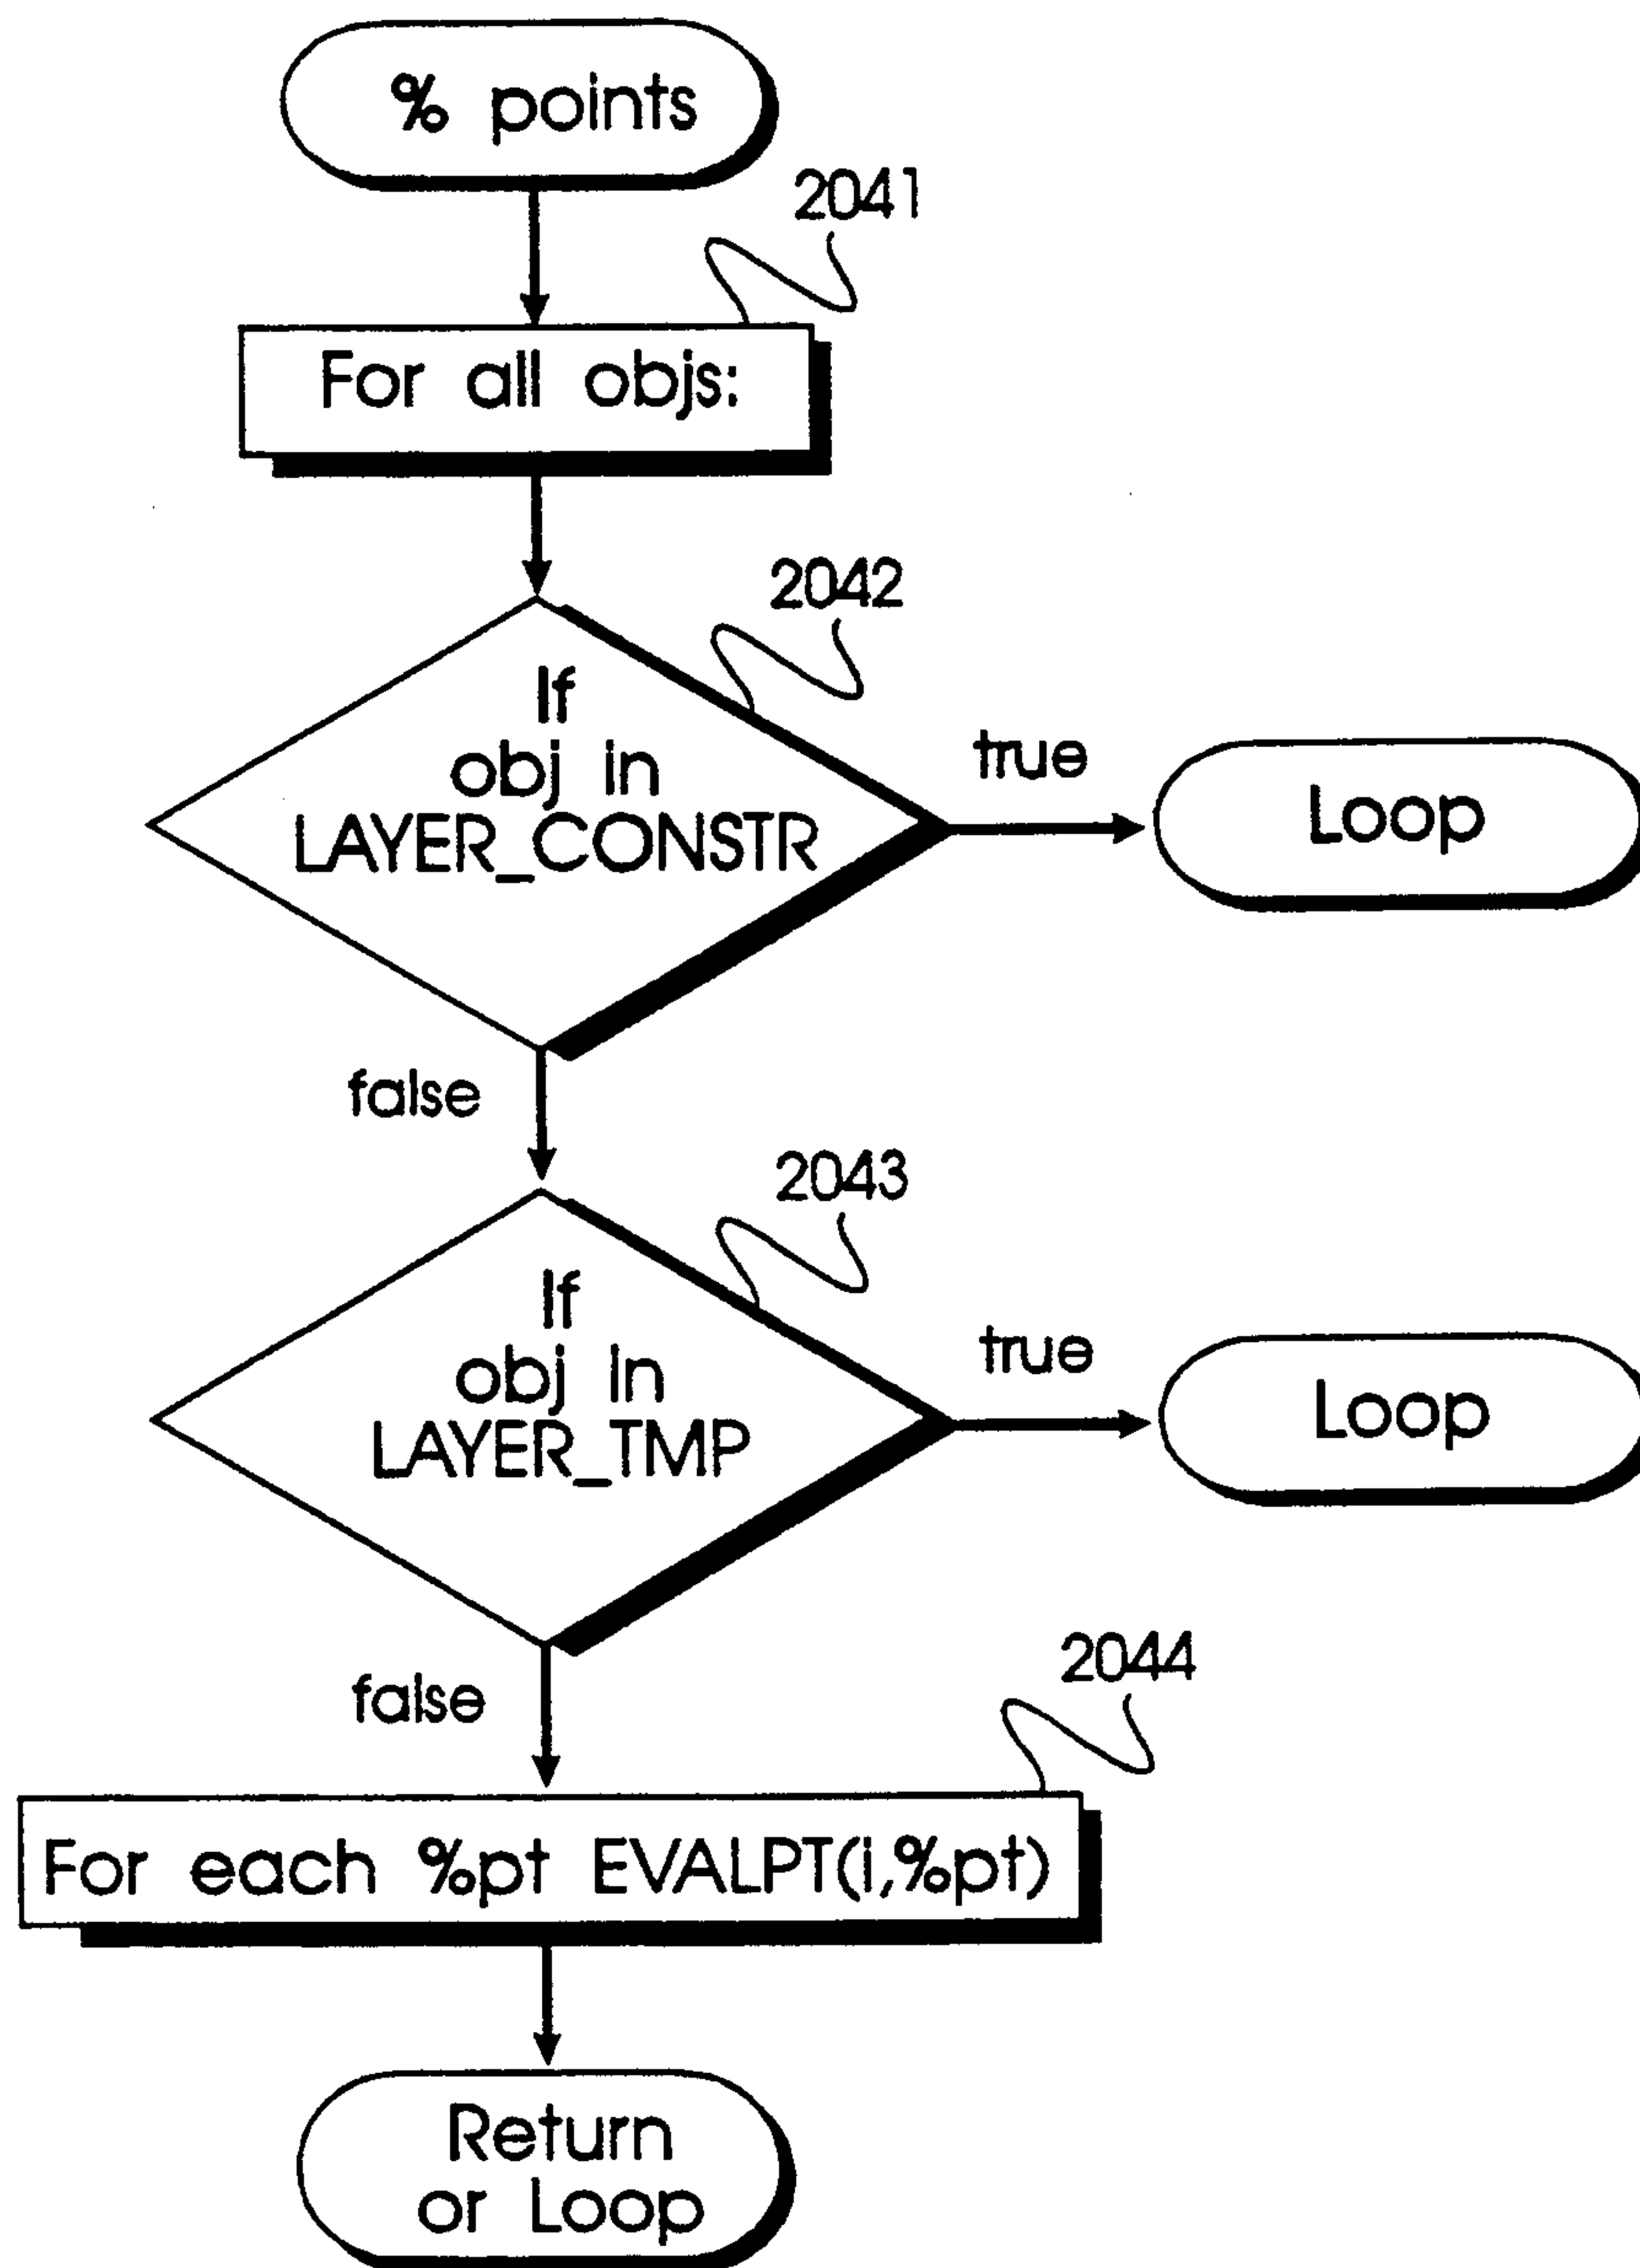 % points
2041
For all objs:
2042
If
obj in
LAYER_CONSTR
true
Loop
false
2043
If
obj in
LAYER_TMP
true
Loop
false
2044
For each %pt EVALPT(i,%pt)
Return
or Loop